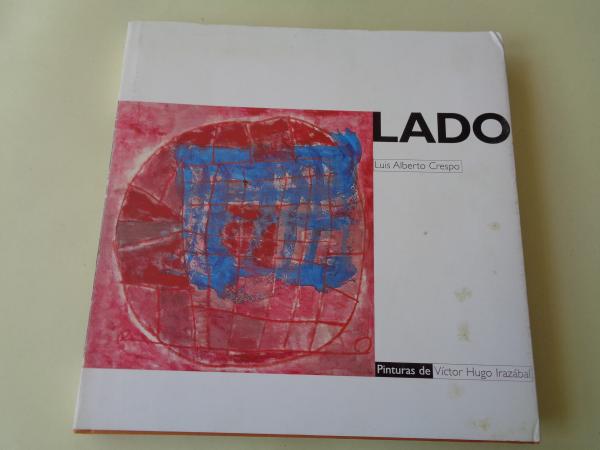 LADO
Luis Alberto Crespo
Pinturas de Víctor Hugo Irazábal